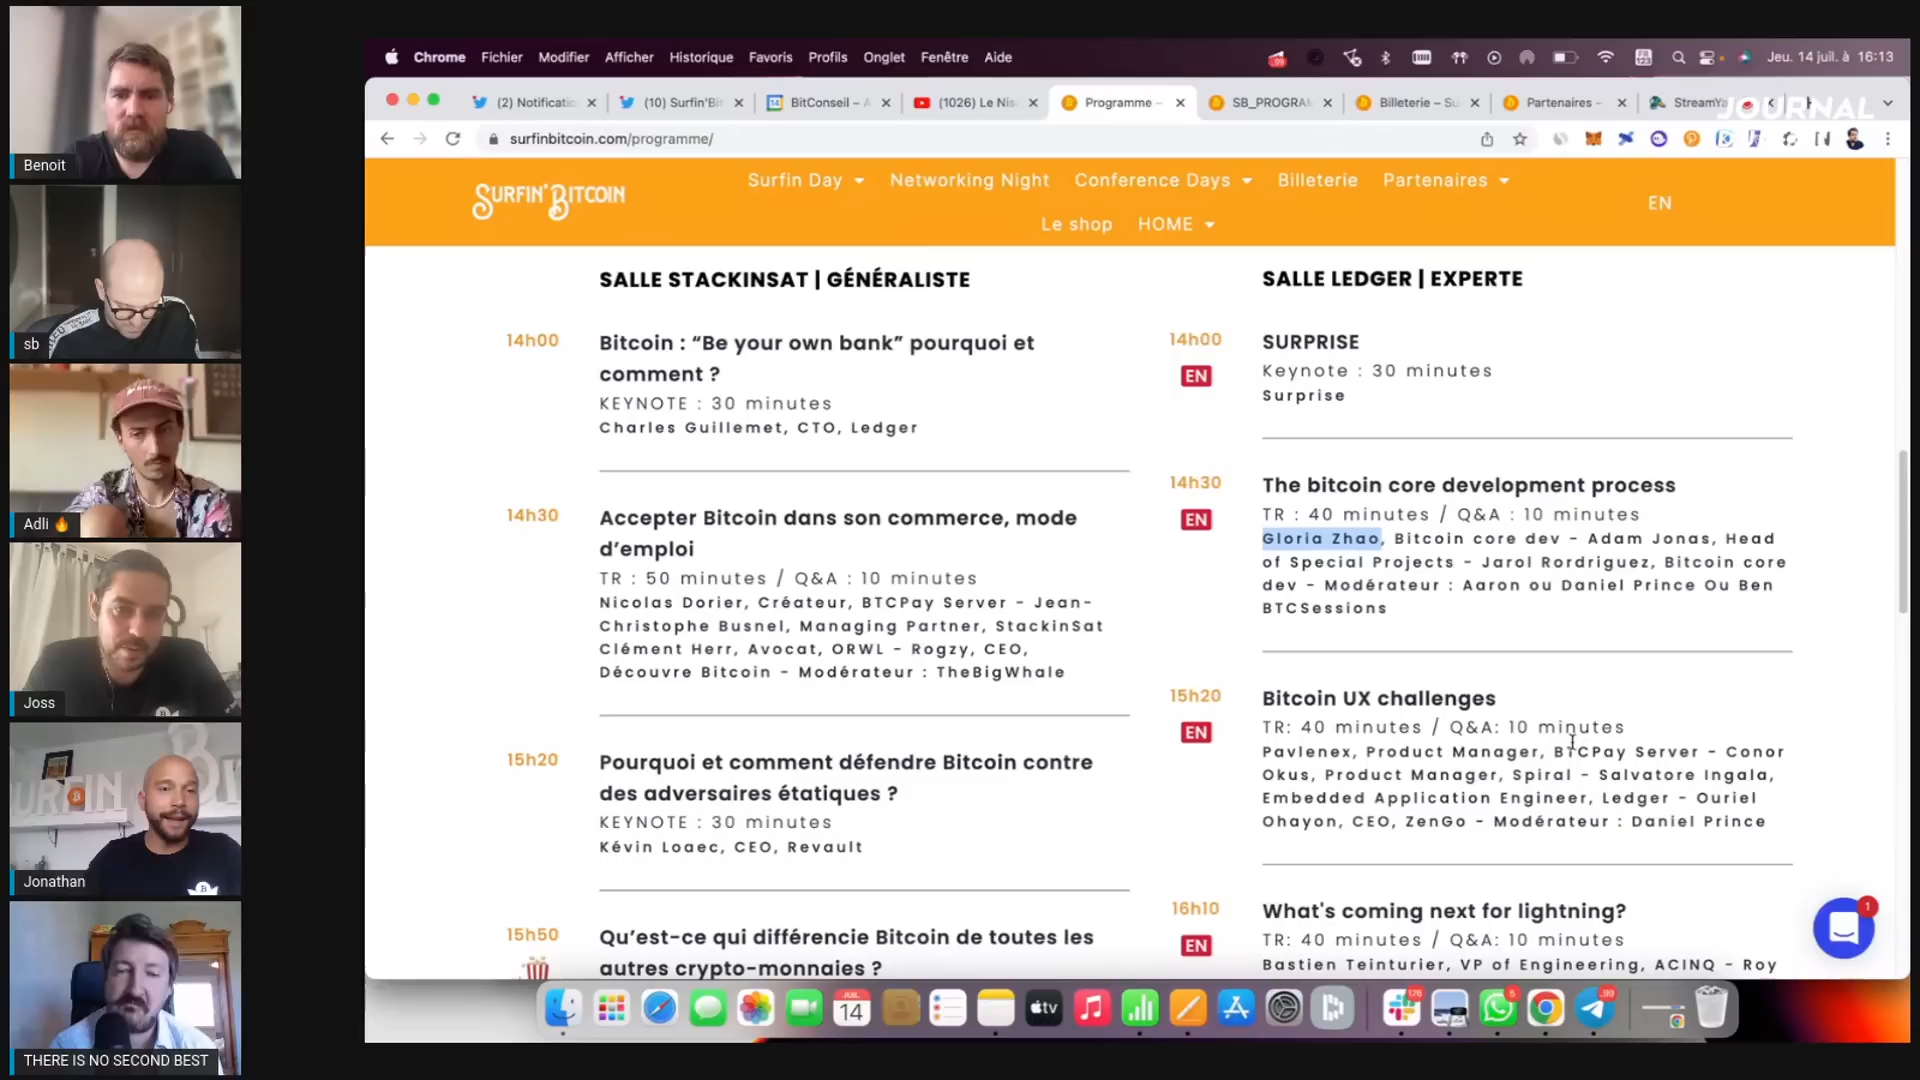 Benoit
sb
Adli 🔥
Joss
Jonathan
THERE IS NO SECOND BEST
Chrome Fichier Modifier Afficher Historique Favoris Profils Onglet Fenêtre Aide
Jeu. 14 juil. à 16:13
(2) Notificatio
(10) Surfin'Bit
BitConseil – A
(1026) Le Nis
Programme –
SB_PROGRA
Billeterie – Su
Partenaires –
StreamYa
JOURNAL
surfinbitcoin.com/programme/
SURFIN' BITCOIN
Surfin Day Networking Night Conference Days Billeterie Partenaires
Le shop HOME
EN
SALLE STACKINSAT | GÉNÉRALISTE
14h00
Bitcoin : “Be your own bank” pourquoi et
comment ?
KEYNOTE : 30 minutes
Charles Guillemet, CTO, Ledger
14h30
Accepter Bitcoin dans son commerce, mode
d’emploi
TR : 50 minutes / Q&A : 10 minutes
Nicolas Dorier, Créateur, BTCPay Server - Jean-
Christophe Busnel, Managing Partner, StackinSat
Clément Herr, Avocat, ORWL - Rogzy, CEO,
Découvre Bitcoin - Modérateur : TheBigWhale
15h20
Pourquoi et comment défendre Bitcoin contre
des adversaires étatiques ?
KEYNOTE : 30 minutes
Kévin Loaec, CEO, Revault
15h50
Qu’est-ce qui différencie Bitcoin de toutes les
autres crypto-monnaies ?
SALLE LEDGER | EXPERTE
14h00
EN
SURPRISE
Keynote : 30 minutes
Surprise
14h30
EN
The bitcoin core development process
TR : 40 minutes / Q&A : 10 minutes
Gloria Zhao, Bitcoin core dev - Adam Jonas, Head
of Special Projects - Jarol Rordriguez, Bitcoin core
dev - Modérateur : Aaron ou Daniel Prince Ou Ben
BTCSessions
15h20
EN
Bitcoin UX challenges
TR: 40 minutes / Q&A: 10 minutes
Pavlenex, Product Manager, BTCPay Server - Conor
Okus, Product Manager, Spiral - Salvatore Ingala,
Embedded Application Engineer, Ledger - Ouriel
Ohayon, CEO, ZenGo - Modérateur : Daniel Prince
16h10
EN
What's coming next for lightning?
TR: 40 minutes / Q&A: 10 minutes
Bastien Teinturier, VP of Engineering, ACINQ - Roy
1
JUIL.
14
tv
176
5